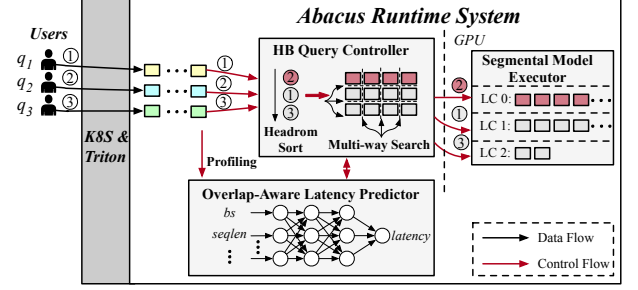 Abacus Runtime System
Users
q1 ①
q2 ②
q3 ③
K8S &
Triton
①
②
③
HB Query Controller
②
①
③
Headrom
Sort
Multi-way Search
GPU
Segmental Model
Executor
② LC 0:
① LC 1:
③ LC 2:
Profiling
Overlap-Aware Latency Predictor
bs
seqlen
latency
Data Flow
Control Flow